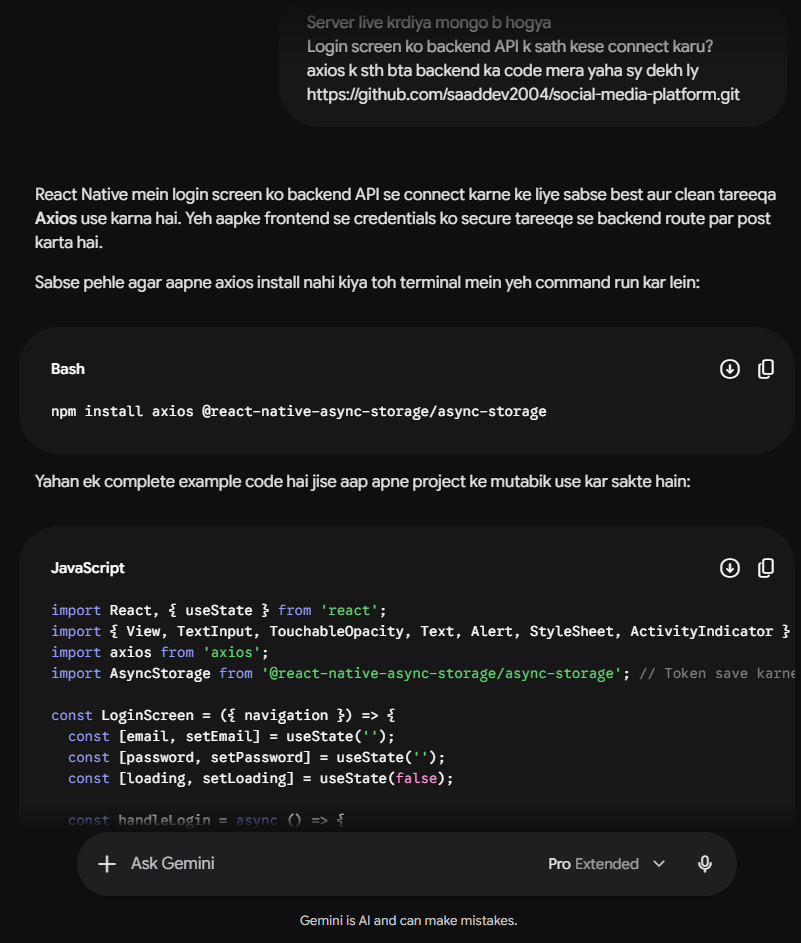 Server live krdiya mongo b hogya
Login screen ko backend API k sath kese connect karu?
axios k sth bta backend ka code mera yaha sy dekh ly
https://github.com/saaddev2004/social-media-platform.git
React Native mein login screen ko backend API se connect karne ke liye sabse best aur clean tareeqa
Axios use karna hai. Yeh aapke frontend se credentials ko secure tareeqe se backend route par post
karta hai.
Sabse pehle agar aapne axios install nahi kiya toh terminal mein yeh command run kar lein:
Bash
npm install axios @react-native-async-storage/async-storage
Yahan ek complete example code hai jise aap apne project ke mutabik use kar sakte hain:
JavaScript
import React, { useState } from 'react';
import { View, TextInput, TouchableOpacity, Text, Alert, StyleSheet, ActivityIndicator }
import axios from 'axios';
import AsyncStorage from '@react-native-async-storage/async-storage'; // Token save karne
const LoginScreen = ({ navigation }) => {
const [email, setEmail] = useState('');
const [password, setPassword] = useState('');
const [loading, setLoading] = useState(false);
const handleLogin = async () => {
Ask Gemini
Pro Extended
Gemini is AI and can make mistakes.